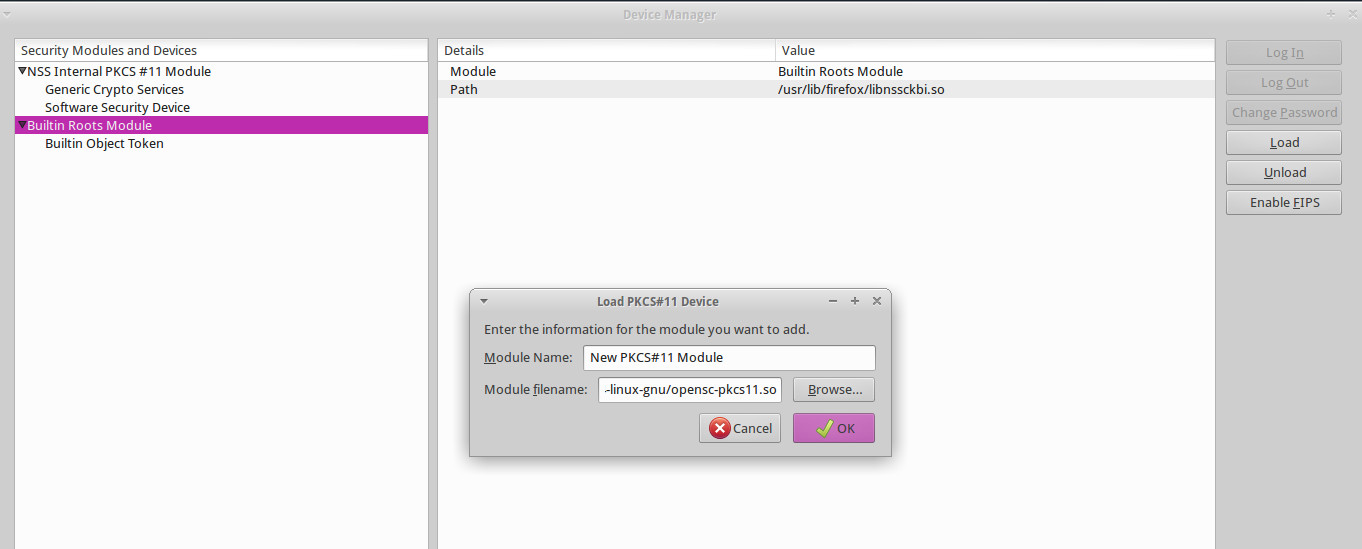 Device Manager
Security Modules and Devices
NSS Internal PKCS #11 Module
Generic Crypto Services
Software Security Device
Builtin Roots Module
Builtin Object Token
Details Value
Module Builtin Roots Module
Path /usr/lib/firefox/libnssckbi.so
Log In
Log Out
Change Password
Load
Unload
Enable FIPS
Load PKCS#11 Device
Enter the information for the module you want to add.
Module Name: New PKCS#11 Module
Module filename: -linux-gnu/opensc-pkcs11.so Browse...
Cancel OK